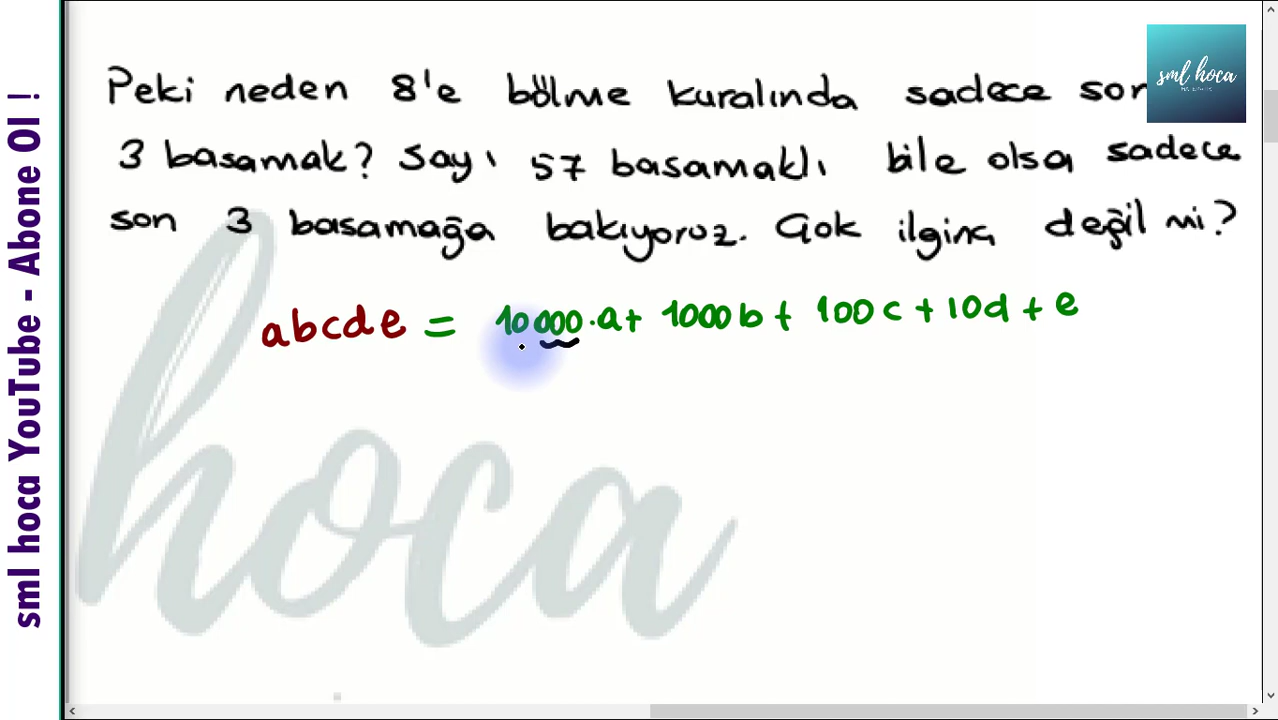 sml hoca YouTube - Abone Ol !
sml hoca
Peki neden 8'e bölme kuralında sadece
3 basamak? Sayı 57 basamaklı bile olsa sadece
son 3 basamağa bakıyoruz. Çok ilginç değil mi?
abcde = 10000·a + 1000b + 100c + 10d + e
hoca